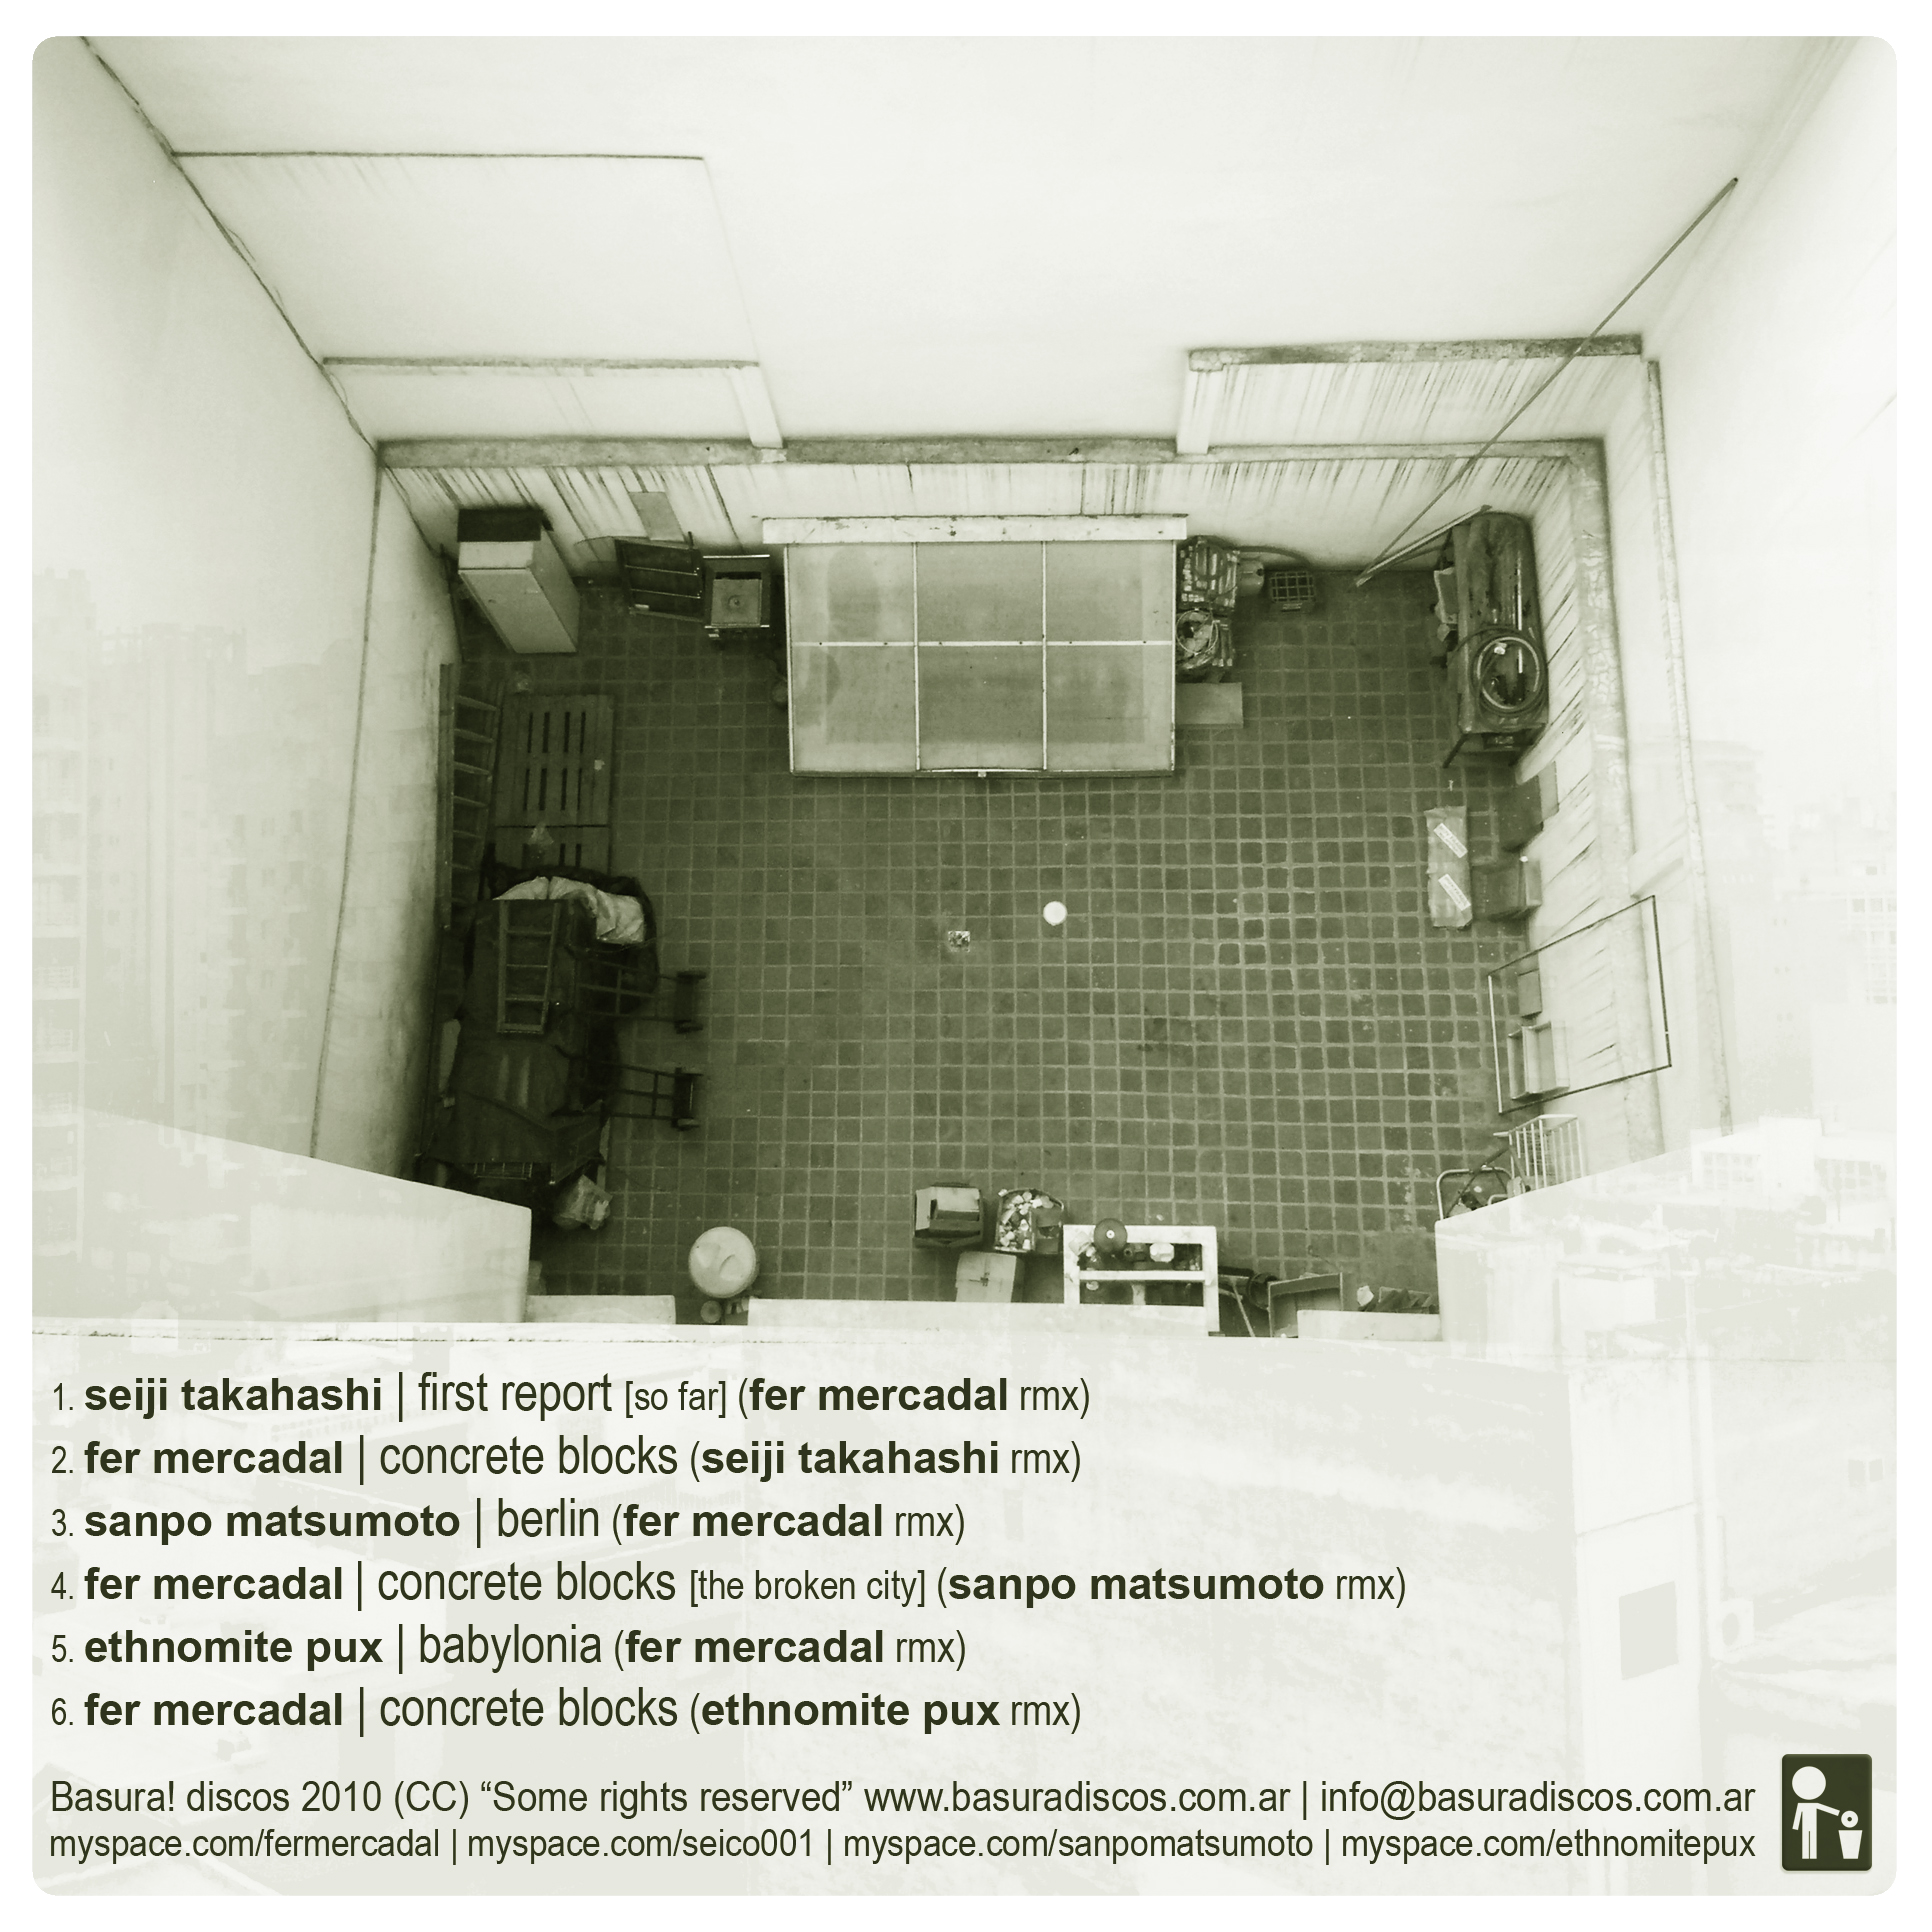 1. seiji takahashi | first report [so far] (fer mercadal rmx)
2. fer mercadal | concrete blocks (seiji takahashi rmx)
3. sanpo matsumoto | berlin (fer mercadal rmx)
4. fer mercadal | concrete blocks [the broken city] (sanpo matsumoto rmx)
5. ethnomite pux | babylonia (fer mercadal rmx)
6. fer mercadal | concrete blocks (ethnomite pux rmx)
Basura! discos 2010 (CC) “Some rights reserved” www.basuradiscos.com.ar | info@basuradiscos.com.ar
myspace.com/fermercadal | myspace.com/seico001 | myspace.com/sanpomatsumoto | myspace.com/ethnomitepux